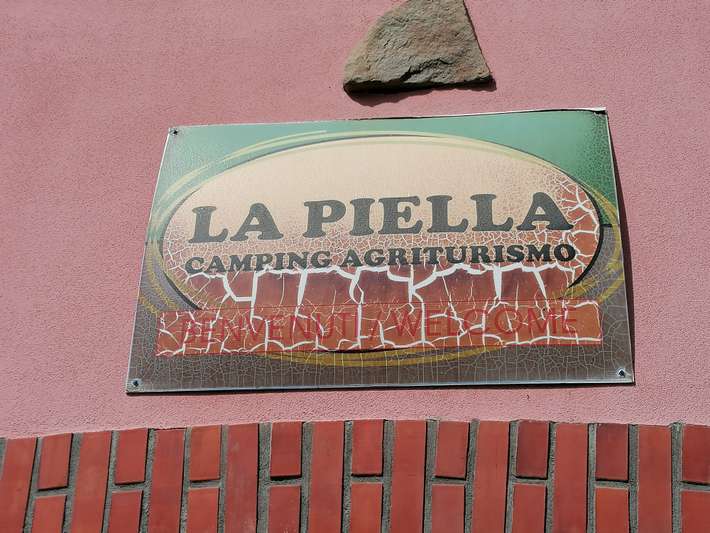 LA PIELLA
CAMPING AGRITURISMO
BENVENUTI / WELCOME